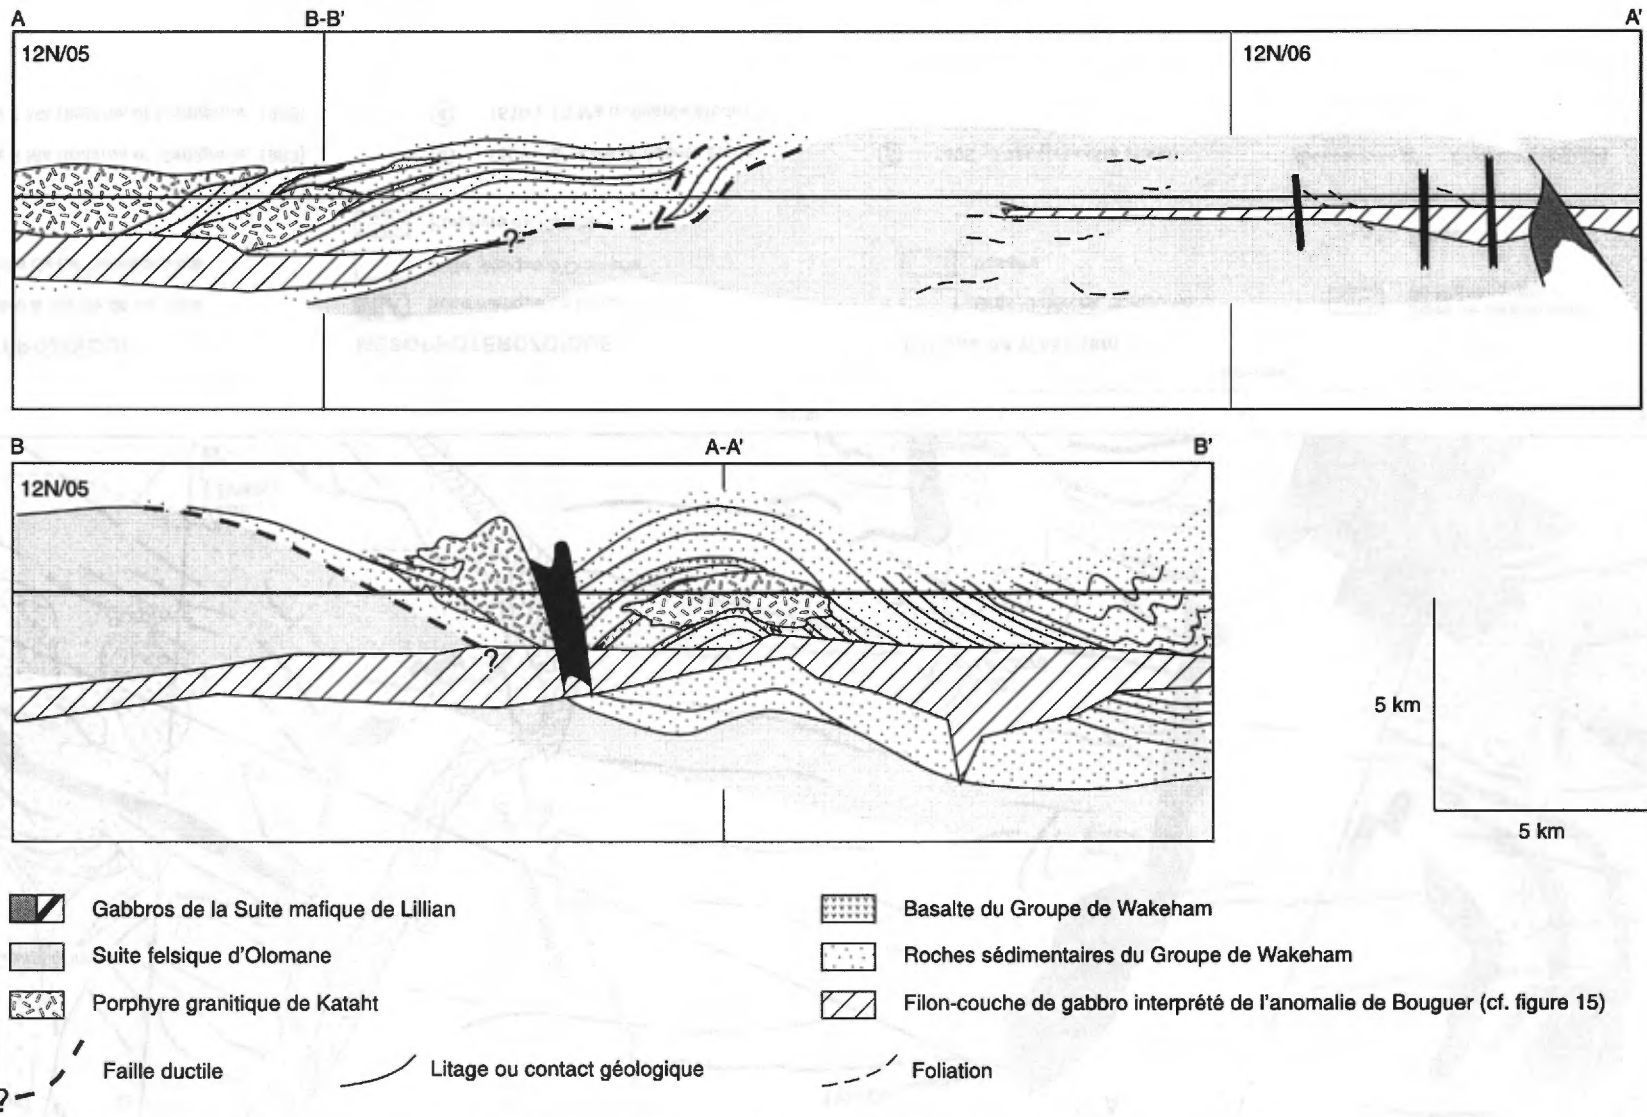 A B-B' A'
12N/05 12N/06
?
B A-A' B'
12N/05
?
5 km
5 km
Gabbros de la Suite mafique de Lillian
Basalte du Groupe de Wakeham
Suite felsique d'Olomane
Roches sédimentaires du Groupe de Wakeham
Porphyre granitique de Kataht
Filon-couche de gabbro interprété de l'anomalie de Bouguer (cf. figure 15)
? Faille ductile
Litage ou contact géologique
Foliation